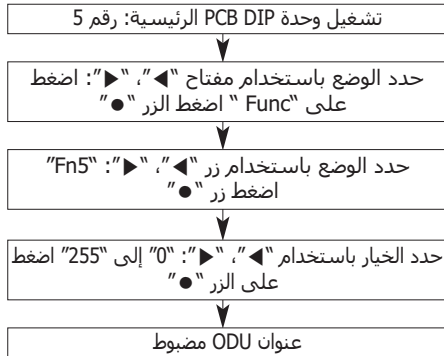 تشغيل وحدة PCB DIP الرئيسية: رقم 5
حدد الوضع باستخدام مفتاح “◀”، “▶”: اضغط
على “Func “ اضغط الزر “●”
حدد الوضع باستخدام زر “◀”، “▶”: “Fn5”
اضغط زر “●”
حدد الخيار باستخدام “◀”، “▶”: “0” إلى “255” اضغط
على الزر “●”
عنوان ODU مضبوط